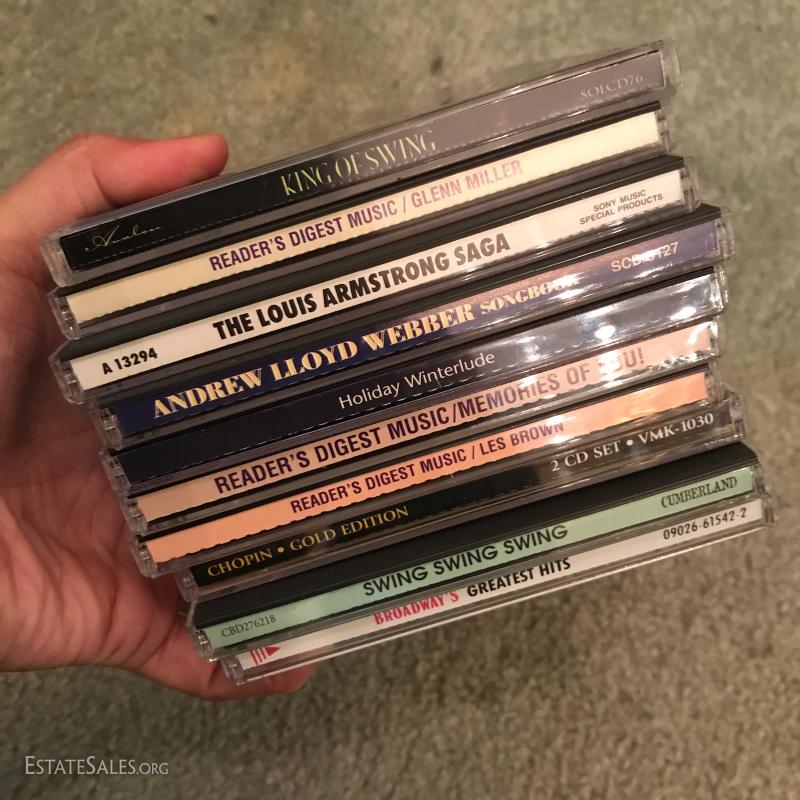 Avalon KING OF SWING SOLCD76
READER'S DIGEST MUSIC / GLENN MILLER
A 13294 THE LOUIS ARMSTRONG SAGA SONY MUSIC
SPECIAL PRODUCTS
ANDREW LLOYD WEBBER SONGBOOK
Holiday Winterlude
READER'S DIGEST MUSIC/MEMORIES OF YOU!
READER'S DIGEST MUSIC / LES BROWN
CHOPIN • GOLD EDITION 2 CD SET • VMK-1030
CBD276218 SWING SWING SWING CUMBERLAND
BROADWAY'S GREATEST HITS 09026-61542-2
ESTATESALES.ORG